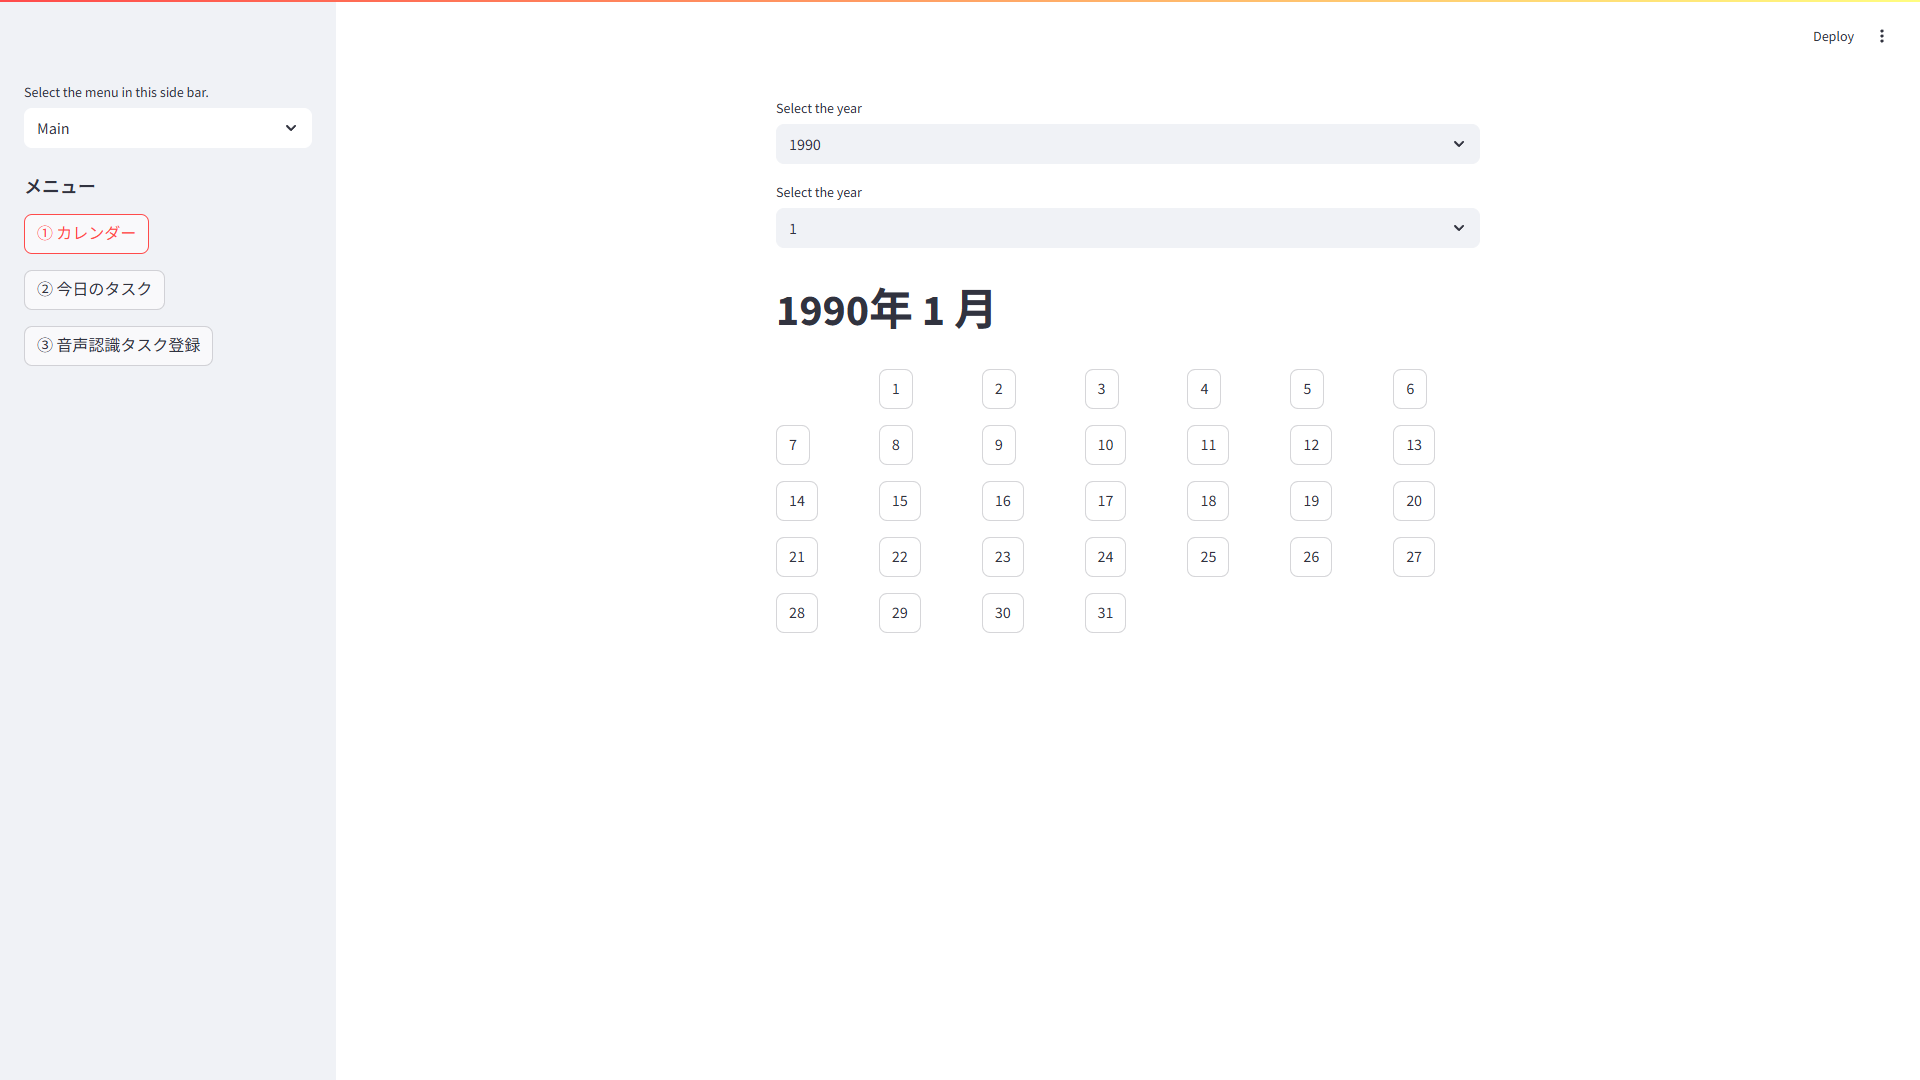 Deploy
Select the menu in this side bar.
Main
メニュー
① カレンダー
② 今日のタスク
③ 音声認識タスク登録
Select the year
1990
Select the year
1
1990年 1 月
1 2 3 4 5 6
7 8 9 10 11 12 13
14 15 16 17 18 19 20
21 22 23 24 25 26 27
28 29 30 31